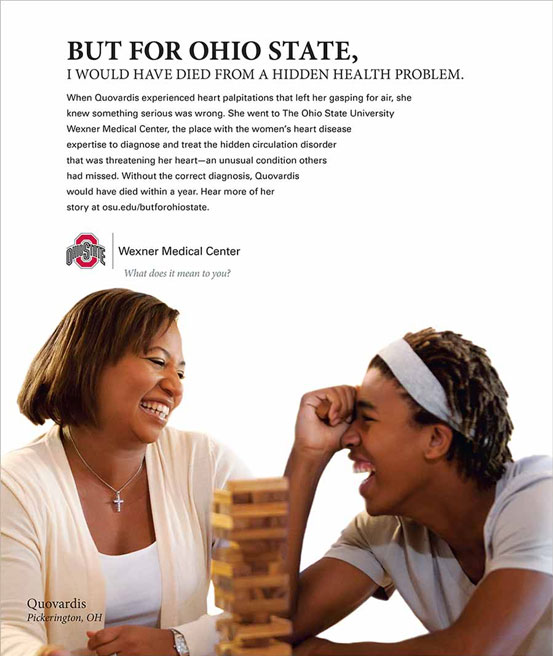 BUT FOR OHIO STATE,
I WOULD HAVE DIED FROM A HIDDEN HEALTH PROBLEM.
When Quovardis experienced heart palpitations that left her gasping for air, she
knew something serious was wrong. She went to The Ohio State University
Wexner Medical Center, the place with the women's heart disease
expertise to diagnose and treat the hidden circulation disorder
that was threatening her heart—an unusual condition others
had missed. Without the correct diagnosis, Quovardis
would have died within a year. Hear more of her
story at osu.edu/butforohiostate.
OHIO STATE
Wexner Medical Center
What does it mean to you?
Quovardis
Pickerington, OH